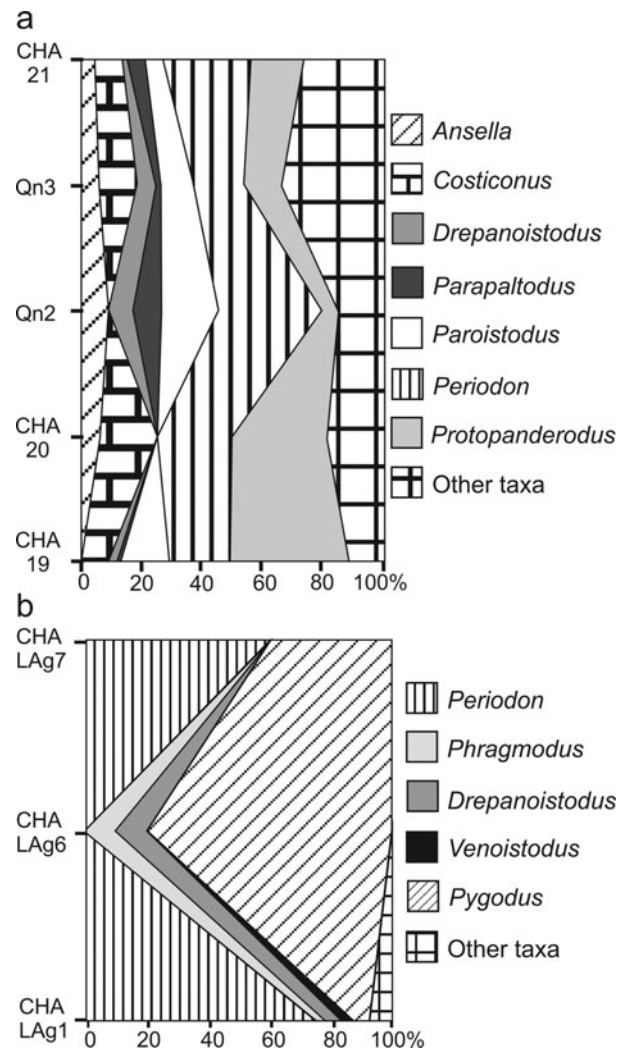 a
CHA
21
Qn3
Qn2
CHA
20
CHA
19
0 20 40 60 80 100%
Ansella
Costiconus
Drepanoistodus
Parapaltodus
Paroistodus
Periodon
Protopanderodus
Other taxa
b
CHA
LAg7
CHA
LAg6
CHA
LAg1
0 20 40 60 80 100%
Periodon
Phragmodus
Drepanoistodus
Venoistodus
Pygodus
Other taxa